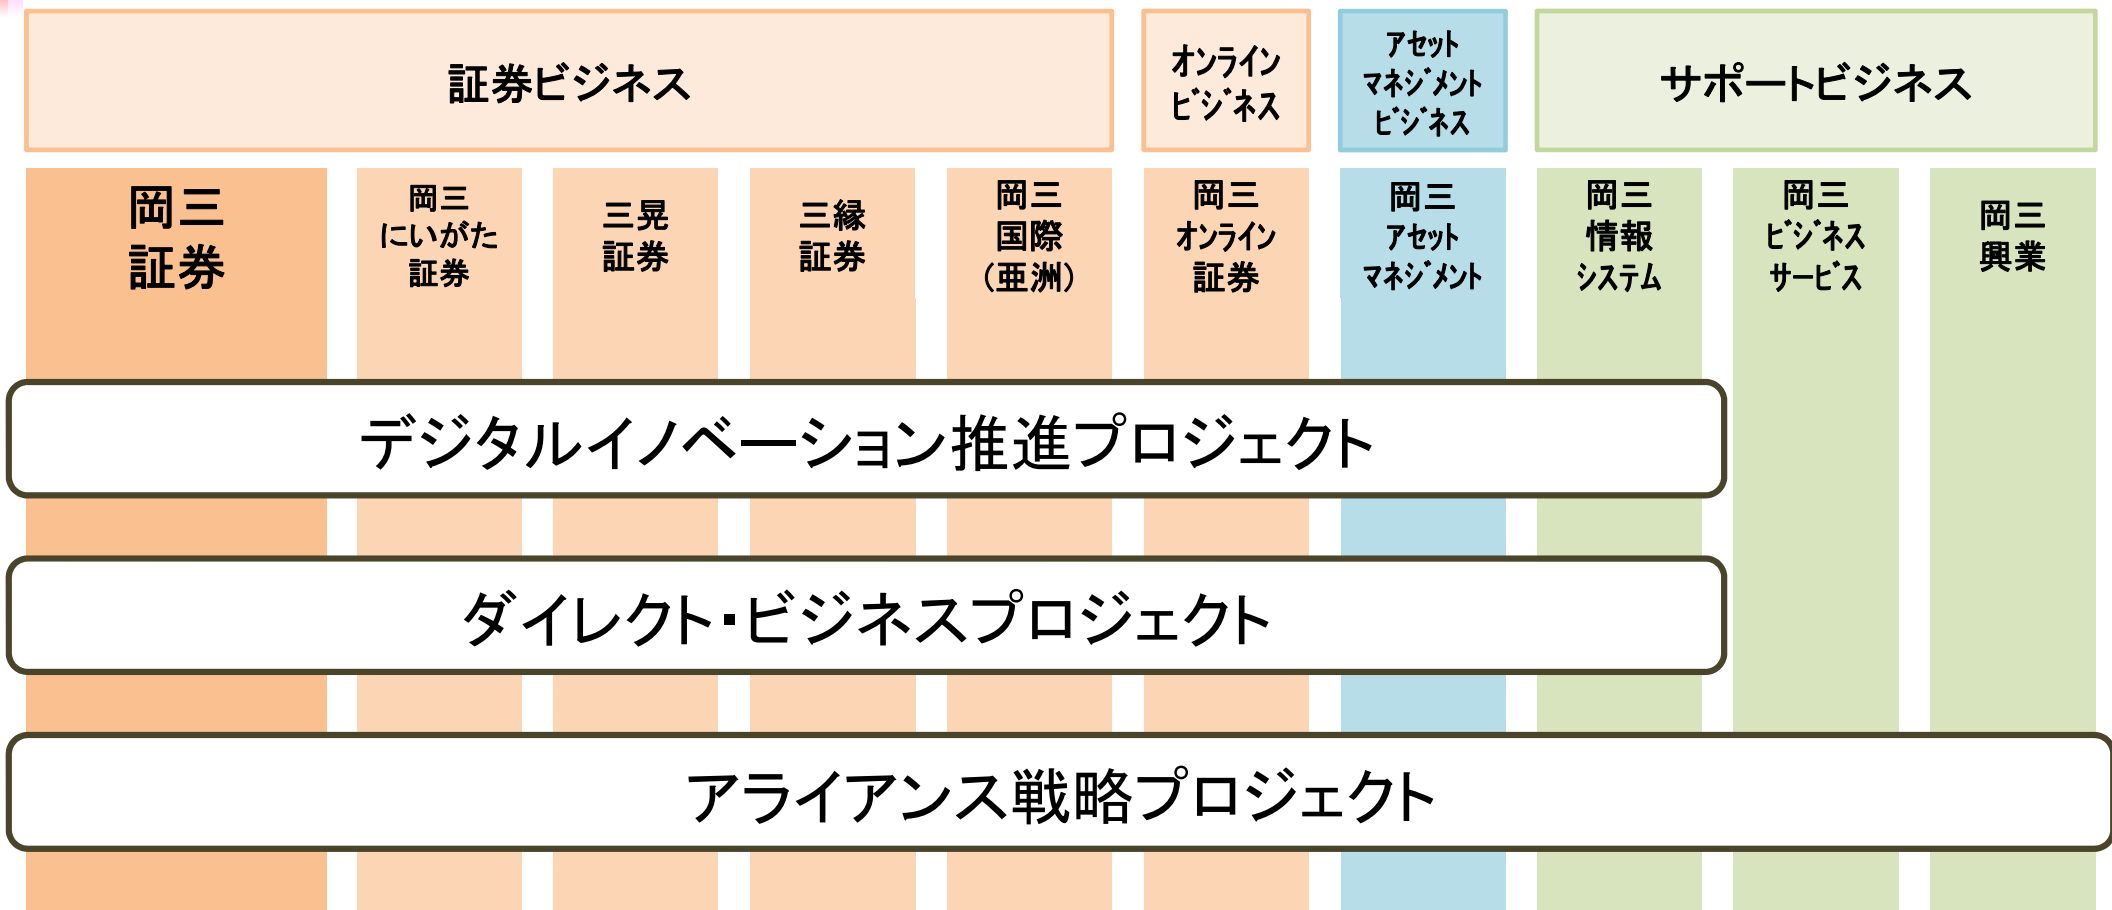 証券ビジネス
オンライン
ビジネス
アセット
マネジメント
ビジネス
サポートビジネス
岡三
証券
岡三
にいがた
証券
三晃
証券
三縁
証券
岡三
国際
（亜洲）
岡三
オンライン
証券
岡三
アセット
マネジメント
岡三
情報
システム
岡三
ビジネス
サービス
岡三
興業
デジタルイノベーション推進プロジェクト
ダイレクト・ビジネスプロジェクト
アライアンス戦略プロジェクト